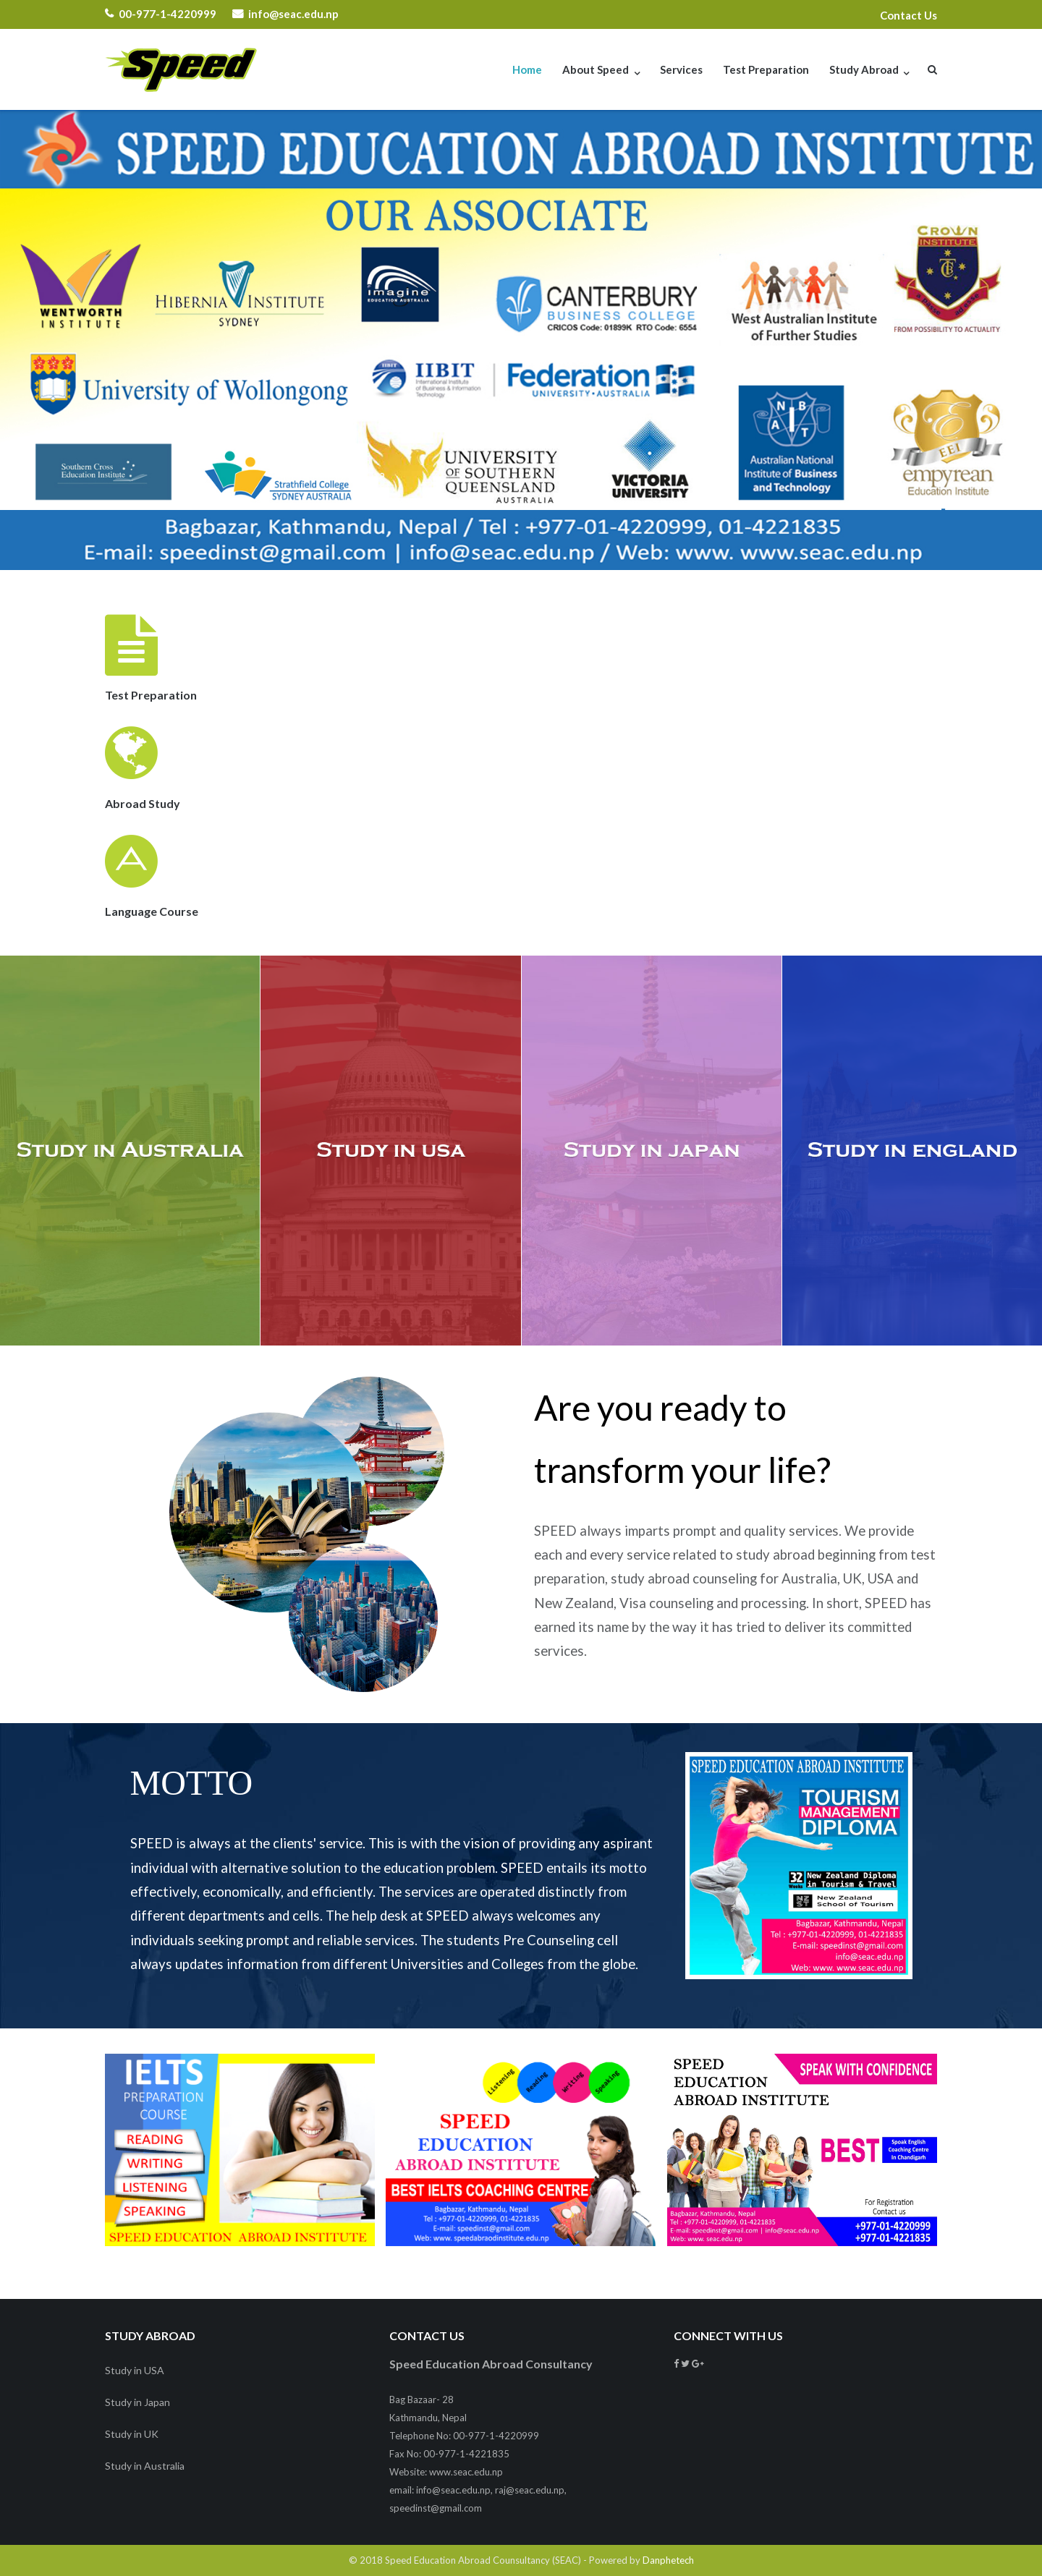 00-977-1-4220999 info@seac.edu.np Contact Us
Speed
Home About Speed Services Test Preparation Study Abroad
SPEED EDUCATION ABROAD INSTITUTE
OUR ASSOCIATE
WENTWORTH
INSTITUTE
HIBERNIA INSTITUTE
SYDNEY
imagine
EDUCATION AUSTRALIA
CANTERBURY
BUSINESS COLLEGE
CRICOS Code: 01899K RTO Code: 6554
West Australian Institute
of Further Studies
CROWN
INSTITUTE
FROM POSSIBILITY TO ACTUALITY
University of Wollongong
IIBIT
International Institute
of Business & Information
Technology
Federation
UNIVERSITY • AUSTRALIA
Southern Cross
Education Institute
Strathfield College
SYDNEY AUSTRALIA
UNIVERSITY
OF SOUTHERN
QUEENSLAND
AUSTRALIA
VICTORIA
UNIVERSITY
Australian National
Institute of Business
and Technology
EEI
empyrean
Education Institute
Bagbazar, Kathmandu, Nepal / Tel : +977-01-4220999, 01-4221835
E-mail: speedinst@gmail.com | info@seac.edu.np / Web: www. www.seac.edu.np
Test Preparation
Abroad Study
Language Course
Study in Australia
Study in usa
Study in japan
Study in england
Are you ready to
transform your life?
SPEED always imparts prompt and quality services. We provide
each and every service related to study abroad beginning from test
preparation, study abroad counseling for Australia, UK, USA and
New Zealand, Visa counseling and processing. In short, SPEED has
earned its name by the way it has tried to deliver its committed
services.
MOTTO
SPEED is always at the clients' service. This is with the vision of providing any aspirant
individual with alternative solution to the education problem. SPEED entails its motto
effectively, economically, and efficiently. The services are operated distinctly from
different departments and cells. The help desk at SPEED always welcomes any
individuals seeking prompt and reliable services. The students Pre Counseling cell
always updates information from different Universities and Colleges from the globe.
SPEED EDUCATION ABROAD INSTITUTE
TOURISM
MANAGEMENT
DIPLOMA
32
New Zealand Diploma
in Tourism & Travel
New Zealand
School of Tourism
Bagbazar, Kathmandu, Nepal
Tel : +977-01-4220999, 01-4221835
E-mail: speedinst@gmail.com
info@seac.edu.np
Web: www. www.seac.edu.np
IELTS
PREPARATION
COURSE
READING
WRITING
LISTENING
SPEAKING
SPEED EDUCATION ABROAD INSTITUTE
Listening
Reading
Writing
Speaking
SPEED
EDUCATION
ABROAD INSTITUTE
BEST IELTS COACHING CENTRE
Bagbazar, Kathmandu, Nepal
Tel : +977-01-4220999, 01-4221835
E-mail: speedinst@gmail.com
Web: www. speedabraodinstitute.edu.np
SPEED
EDUCATION
ABROAD INSTITUTE
SPEAK WITH CONFIDENCE
BEST
Speak English
Coaching Centre
In Chandigarh
For Registration
Contact us
+977-01-4220999
+977-01-4221835
Bagbazar, Kathmandu, Nepal
Tel : +977-01-4220999, 01-4221835
E-mail: speedinst@gmail.com | info@seac.edu.np
Web: www. seac.edu.np
STUDY ABROAD
Study in USA
Study in Japan
Study in UK
Study in Australia
CONTACT US
Speed Education Abroad Consultancy
Bag Bazaar- 28
Kathmandu, Nepal
Telephone No: 00-977-1-4220999
Fax No: 00-977-1-4221835
Website: www.seac.edu.np
email: info@seac.edu.np, raj@seac.edu.np,
speedinst@gmail.com
CONNECT WITH US
© 2018 Speed Education Abroad Counsultancy (SEAC) - Powered by Danphetech